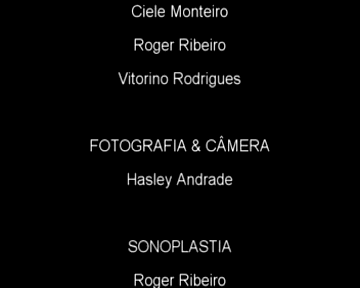 Ciele Monteiro
Roger Ribeiro
Vitorino Rodrigues
FOTOGRAFIA & CÂMERA
Hasley Andrade
SONOPLASTIA
Roger Ribeiro